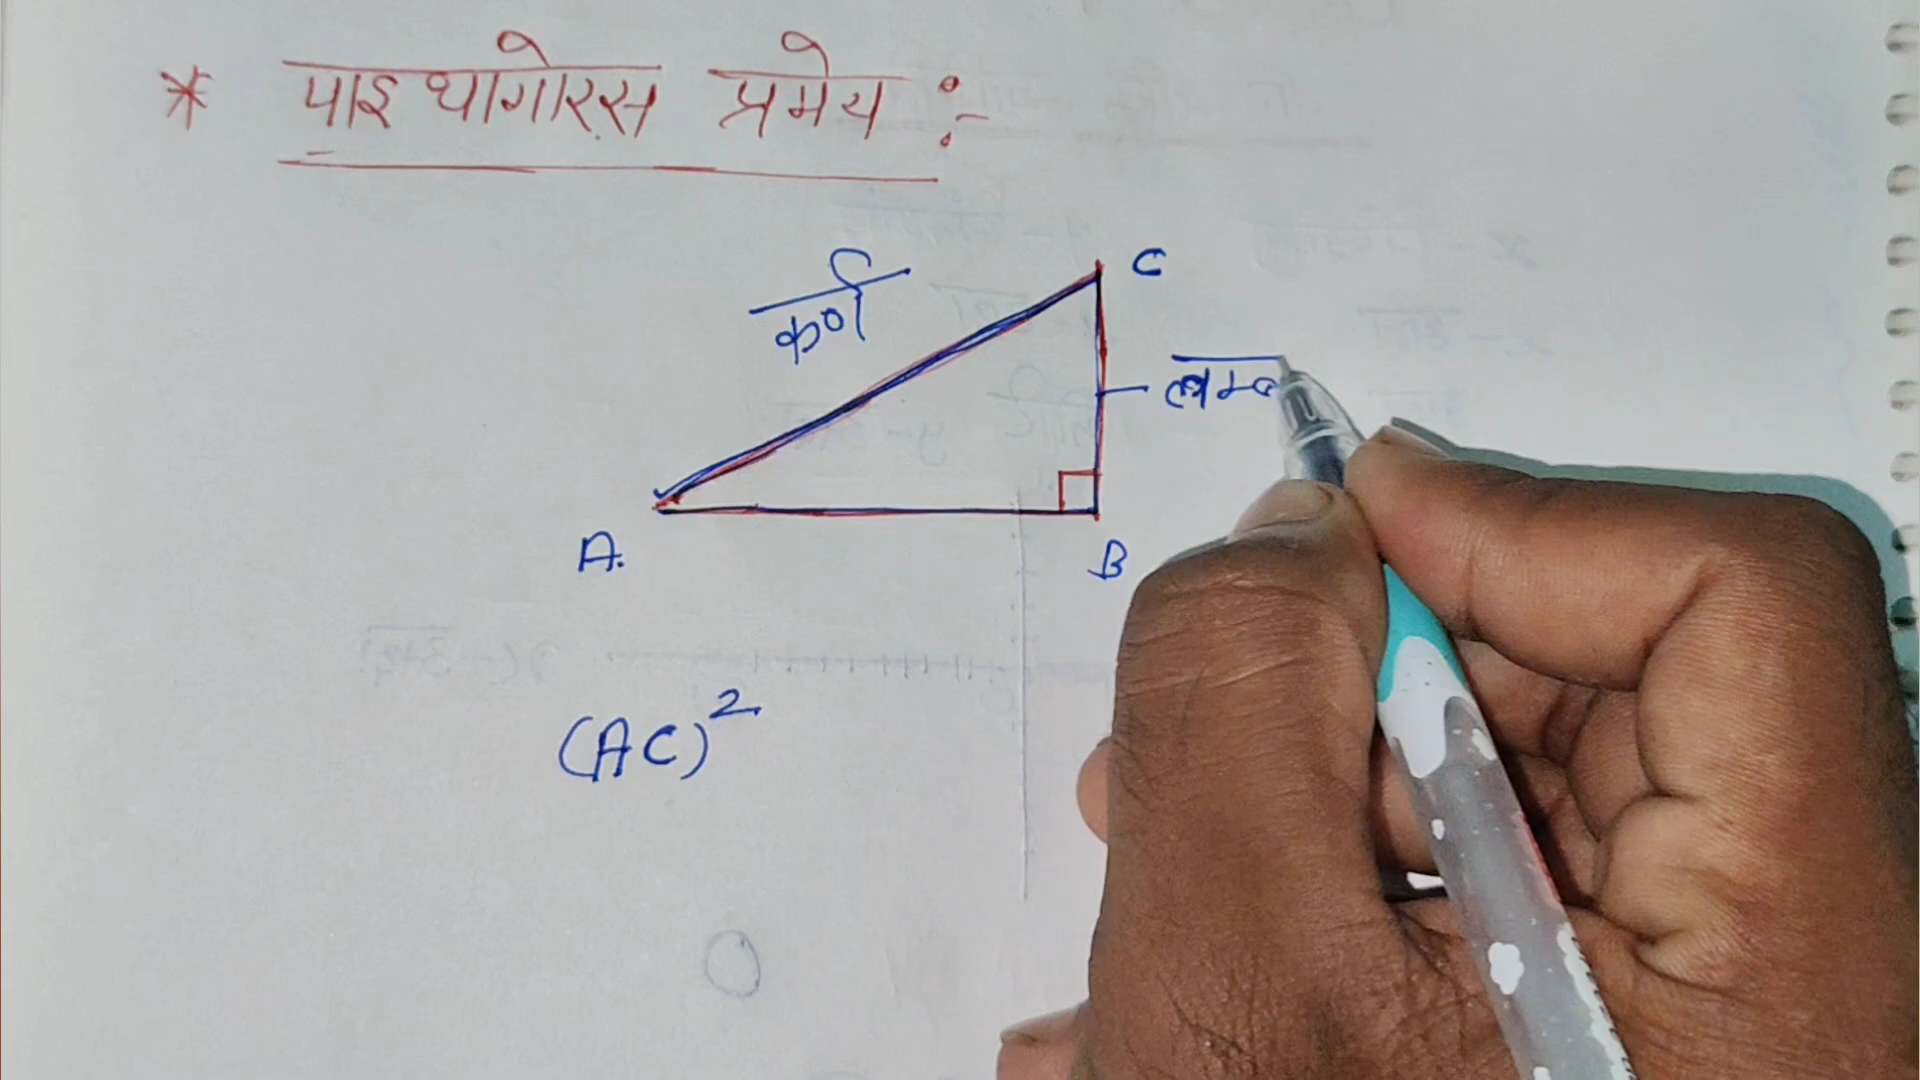 * पाइथागोरस प्रमेय :-
कर्ण
C
लम्ब
A.
B
(AC)²